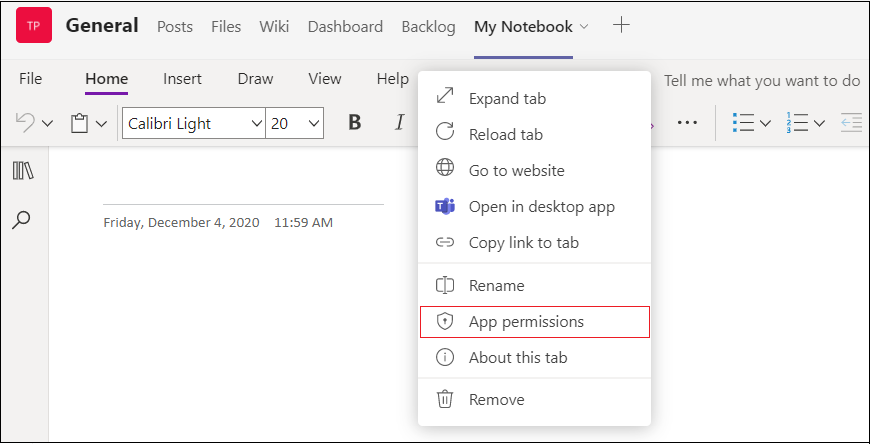 TP General Posts Files Wiki Dashboard Backlog My Notebook
File Home Insert Draw View Help Tell me what you want to do
Calibri Light 20 B I
Friday, December 4, 2020 11:59 AM
Expand tab
Reload tab
Go to website
Open in desktop app
Copy link to tab
Rename
App permissions
About this tab
Remove